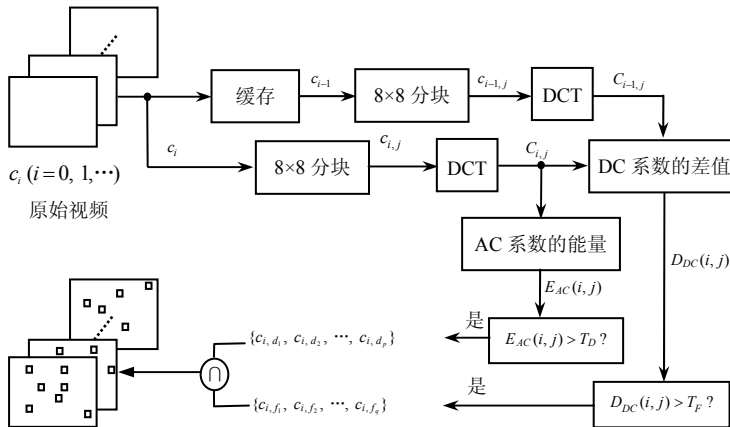 缓存
c_{i-1}
8×8 分块
c_{i-1,j}
DCT
C_{i-1,j}
c_i
8×8 分块
c_{i,j}
DCT
C_{i,j}
DC 系数的差值
c_i (i=0, 1,⋯)
原始视频
AC 系数的能量
D_{DC}(i, j)
E_{AC}(i, j)
{c_{i,d_1}, c_{i,d_2}, ⋯, c_{i,d_p}}
是
E_{AC}(i, j)>T_D ?
∩
{c_{i,f_1}, c_{i,f_2}, ⋯, c_{i,f_q}}
是
D_{DC}(i, j)>T_F ?